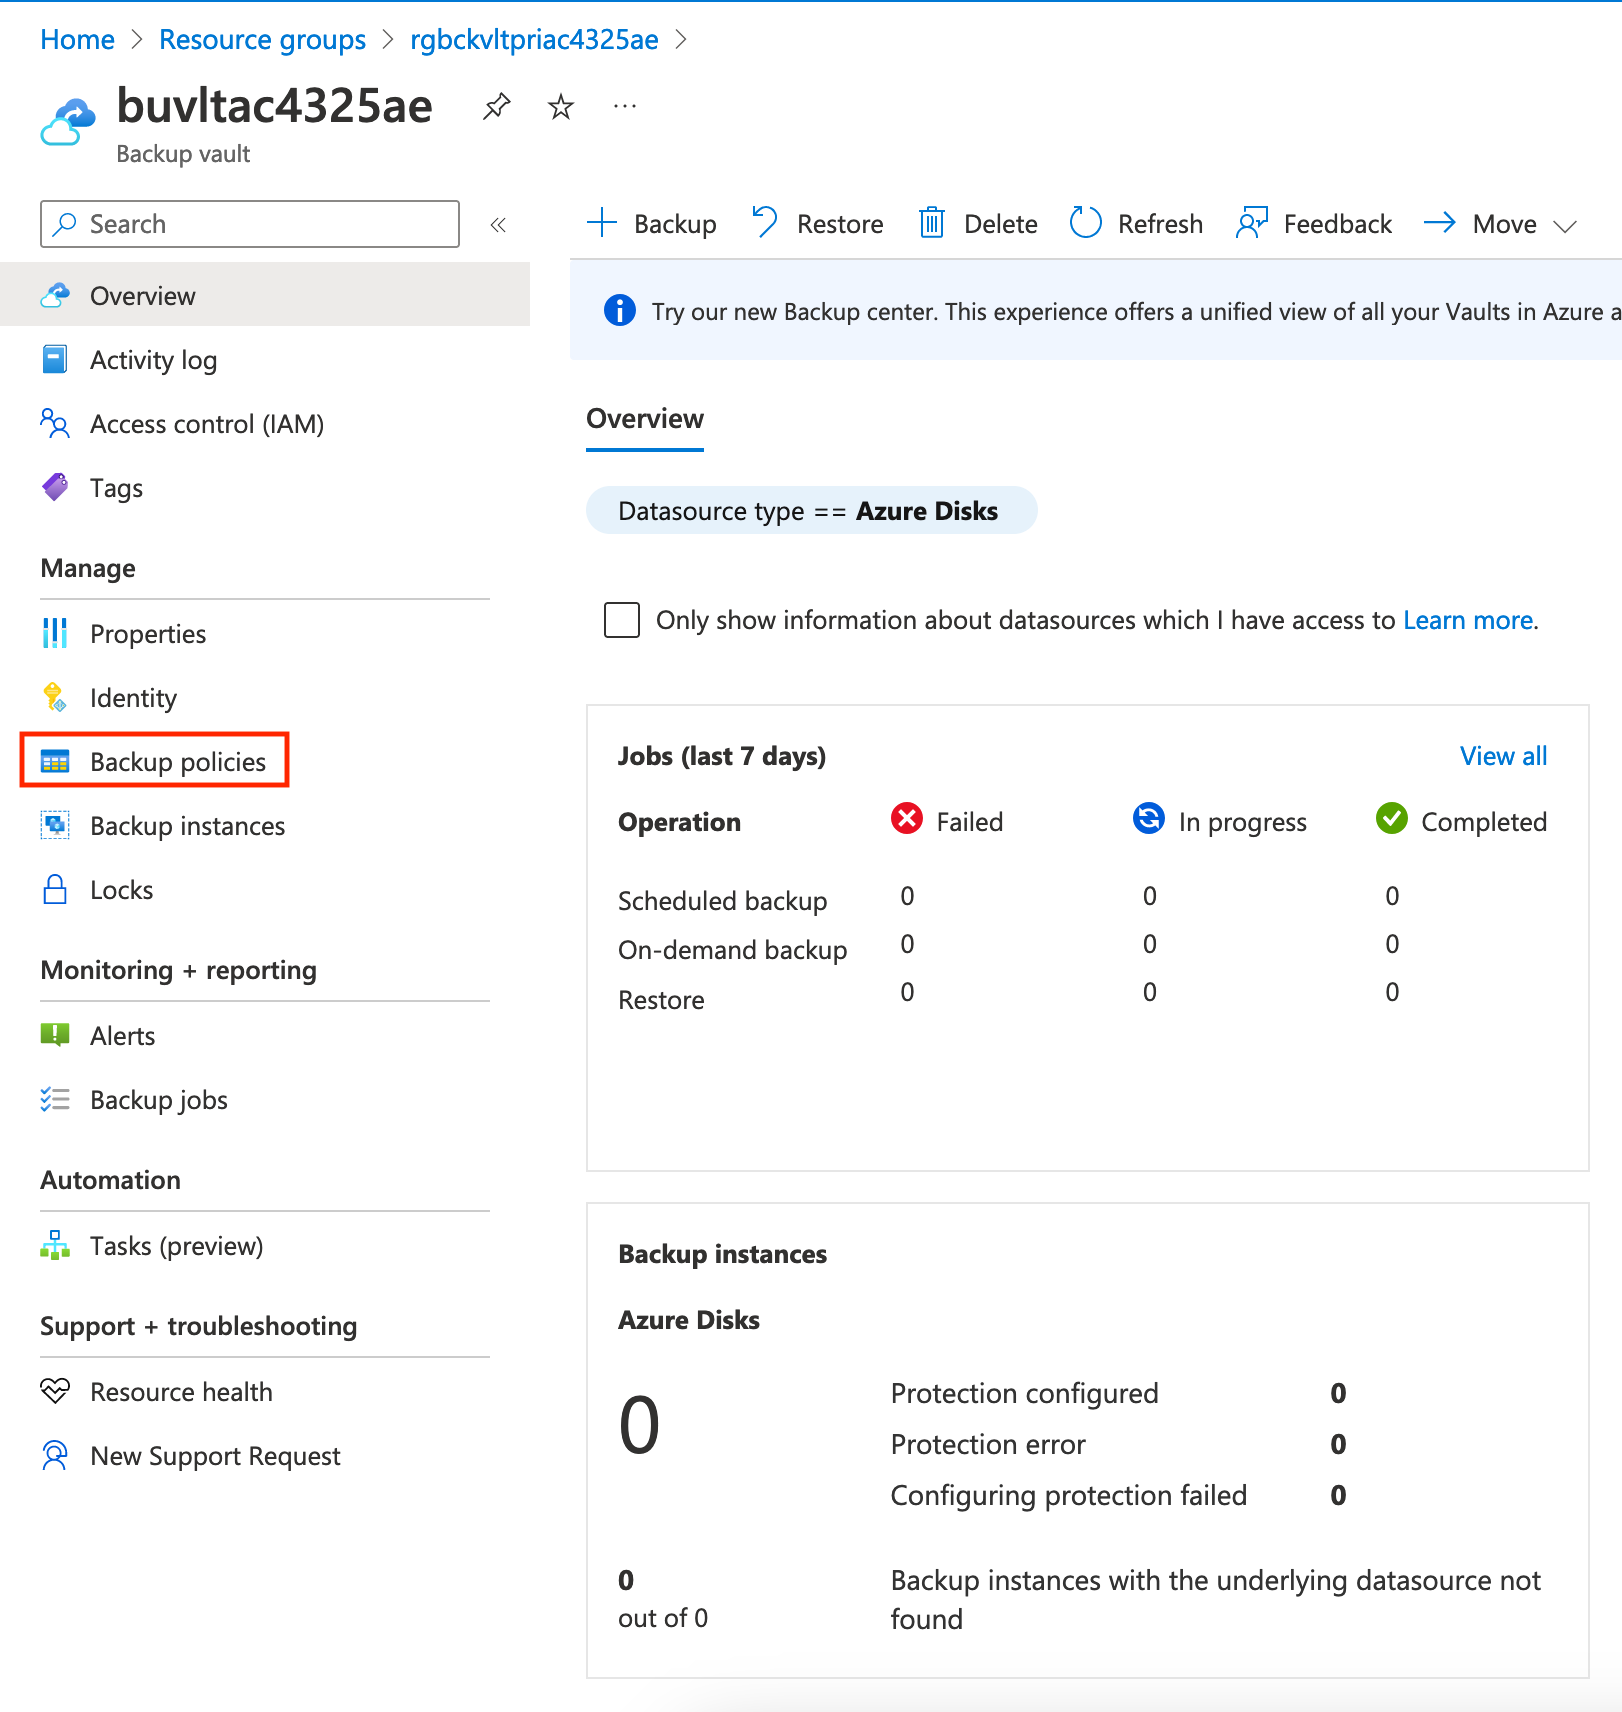 Home > Resource groups > rgbckvltpriac4325ae >
buvltac4325ae
Backup vault
Search
Backup Restore Delete Refresh Feedback Move
Overview
Activity log
Access control (IAM)
Tags
Manage
Properties
Identity
Backup policies
Backup instances
Locks
Monitoring + reporting
Alerts
Backup jobs
Automation
Tasks (preview)
Support + troubleshooting
Resource health
New Support Request
Try our new Backup center. This experience offers a unified view of all your Vaults in Azure a
Overview
Datasource type == Azure Disks
Only show information about datasources which I have access to Learn more.
Jobs (last 7 days) View all
Operation Failed In progress Completed
Scheduled backup 0 0 0
On-demand backup 0 0 0
Restore 0 0 0
Backup instances
Azure Disks
0
Protection configured 0
Protection error 0
Configuring protection failed 0
0
out of 0
Backup instances with the underlying datasource not
found